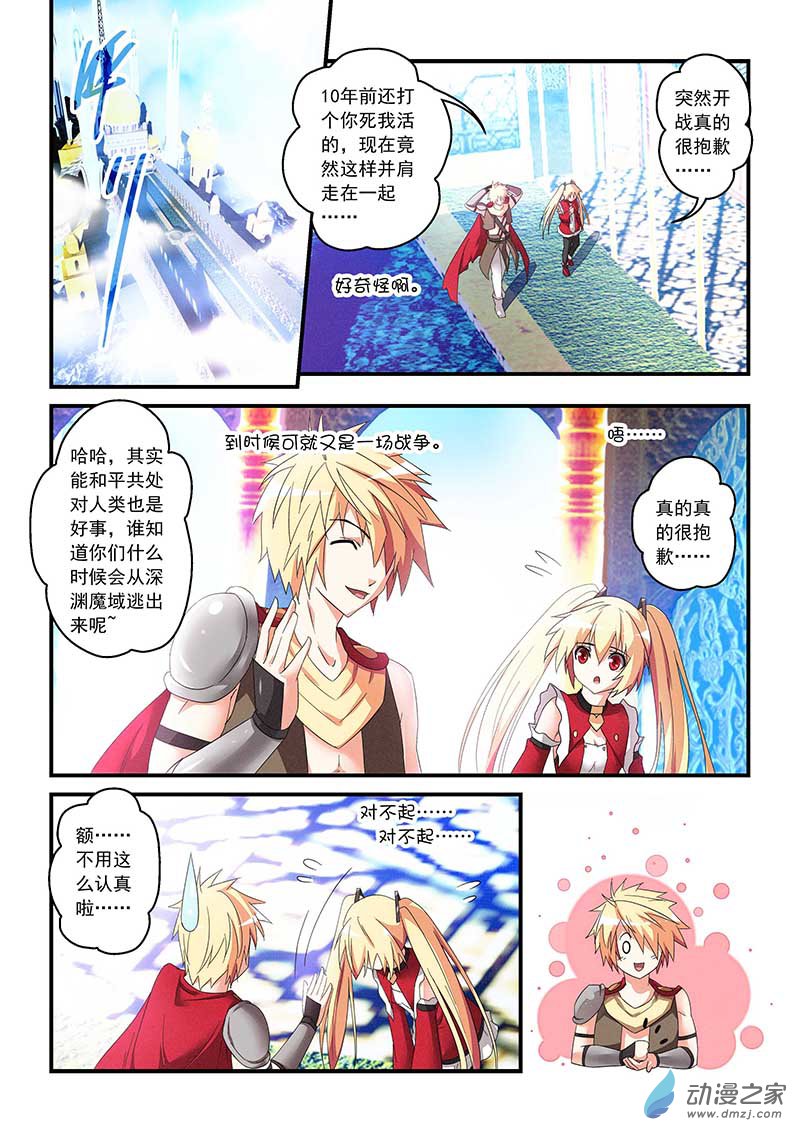 10年前还打
个你死我活
的，现在竟
然这样并肩
走在一起
……
好奇怪啊。
突然开
战真的
很抱歉
……
哈哈，其实
能和平共处
对人类也是
好事，谁知
道你们什么
时候会从深
渊魔域逃出
来呢~
到时候可就又是一场战争。
唔……
真的真
的很抱
歉……
额……
不用这
么认真
啦……
对不起……
对不起……
动漫之家
www.dmzj.com